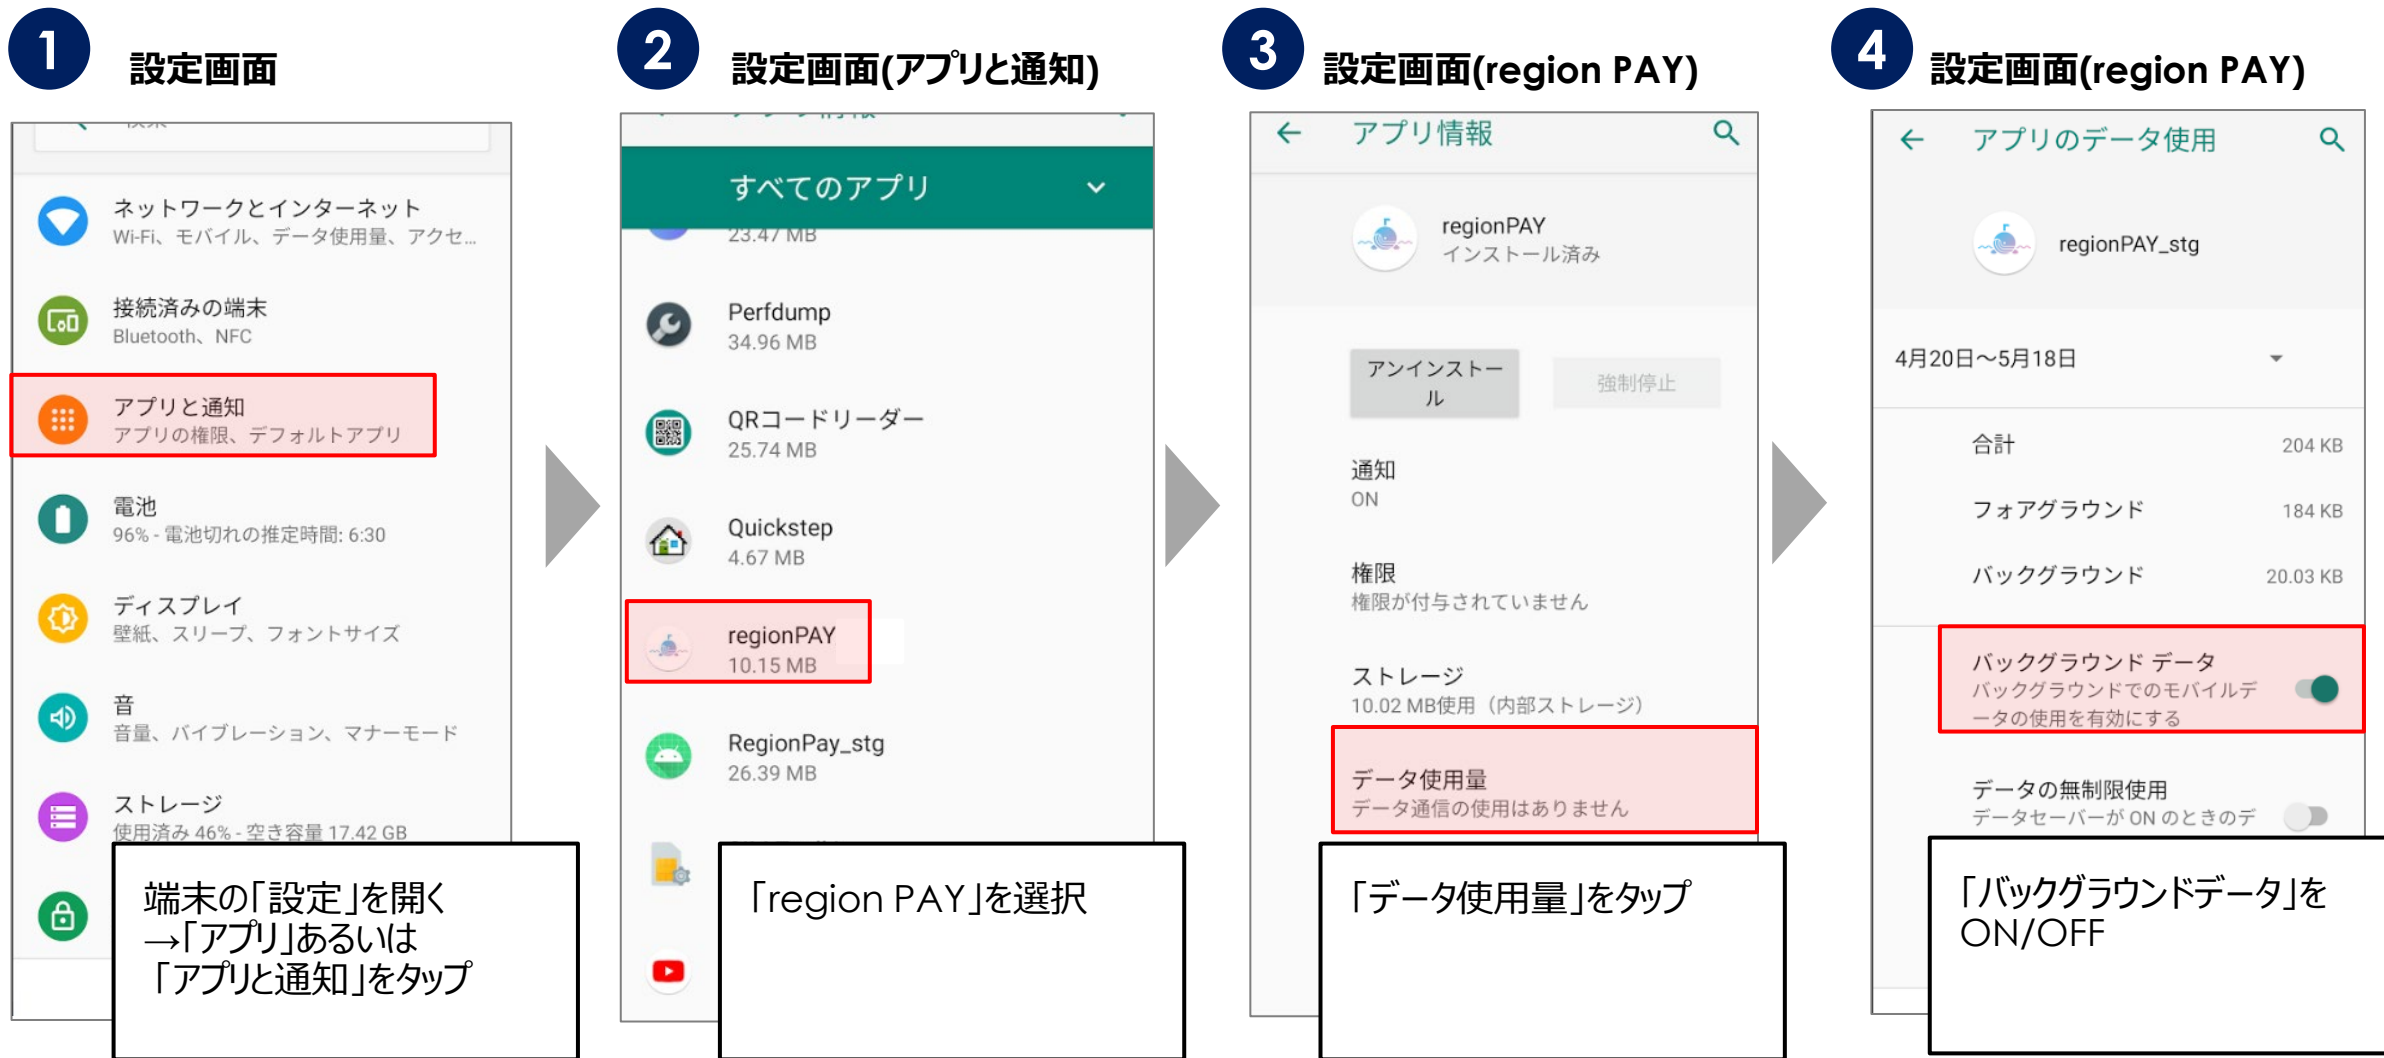 1
設定画面
ネットワークとインターネット
Wi-Fi、モバイル、データ使用量、アクセ...
接続済みの端末
Bluetooth、NFC
アプリと通知
アプリの権限、デフォルトアプリ
電池
96% - 電池切れの推定時間: 6:30
ディスプレイ
壁紙、スリープ、フォントサイズ
音
音量、バイブレーション、マナーモード
ストレージ
使用済み 46% - 空き容量 17.42 GB
端末の「設定」を開く
→「アプリ」あるいは
「アプリと通知」をタップ
2
設定画面(アプリと通知)
すべてのアプリ
23.47 MB
Perfdump
34.96 MB
QRコードリーダー
25.74 MB
Quickstep
4.67 MB
regionPAY
10.15 MB
RegionPay_stg
26.39 MB
「region PAY」を選択
3
設定画面(region PAY)
アプリ情報
regionPAY
インストール済み
アンインストー
ル
強制停止
通知
ON
権限
権限が付与されていません
ストレージ
10.02 MB使用（内部ストレージ）
データ使用量
データ通信の使用はありません
「データ使用量」をタップ
4
設定画面(region PAY)
アプリのデータ使用
regionPAY_stg
4月20日～5月18日
合計 204 KB
フォアグラウンド 184 KB
バックグラウンド 20.03 KB
バックグラウンド データ
バックグラウンドでのモバイルデ
ータの使用を有効にする
データの無制限使用
データセーバーが ON のときのデ
「バックグラウンドデータ」を
ON/OFF